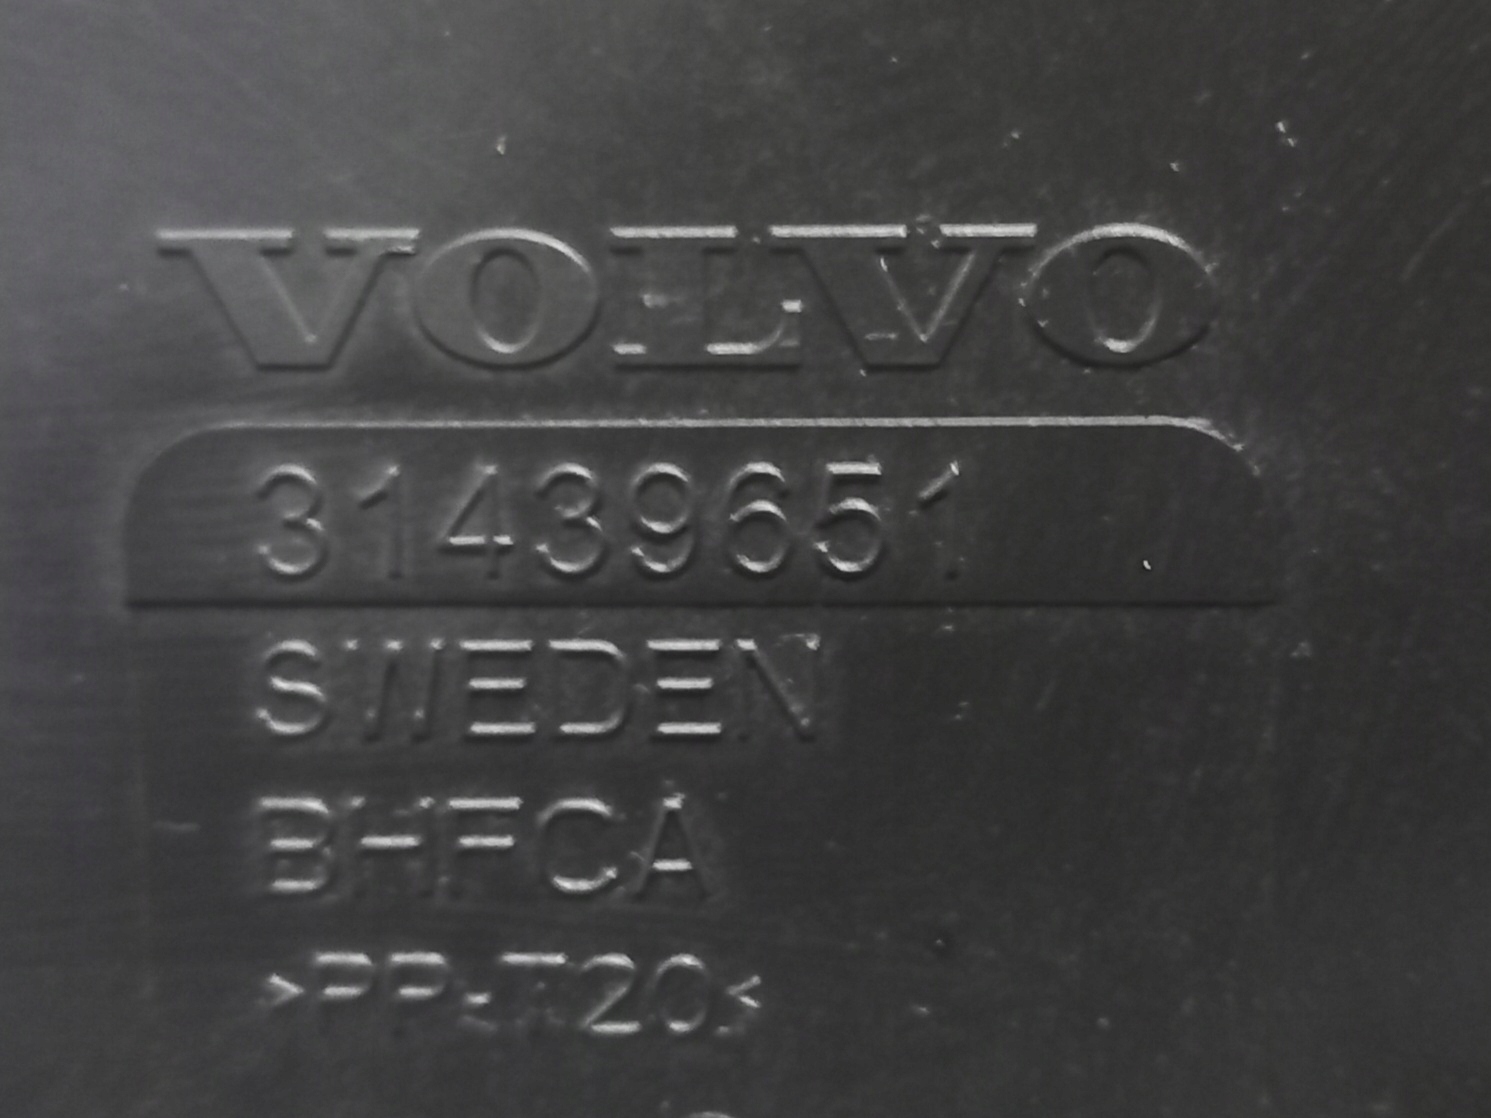 VOLVO
31439651
SWEDEN
BHFCA
>PP-T20<